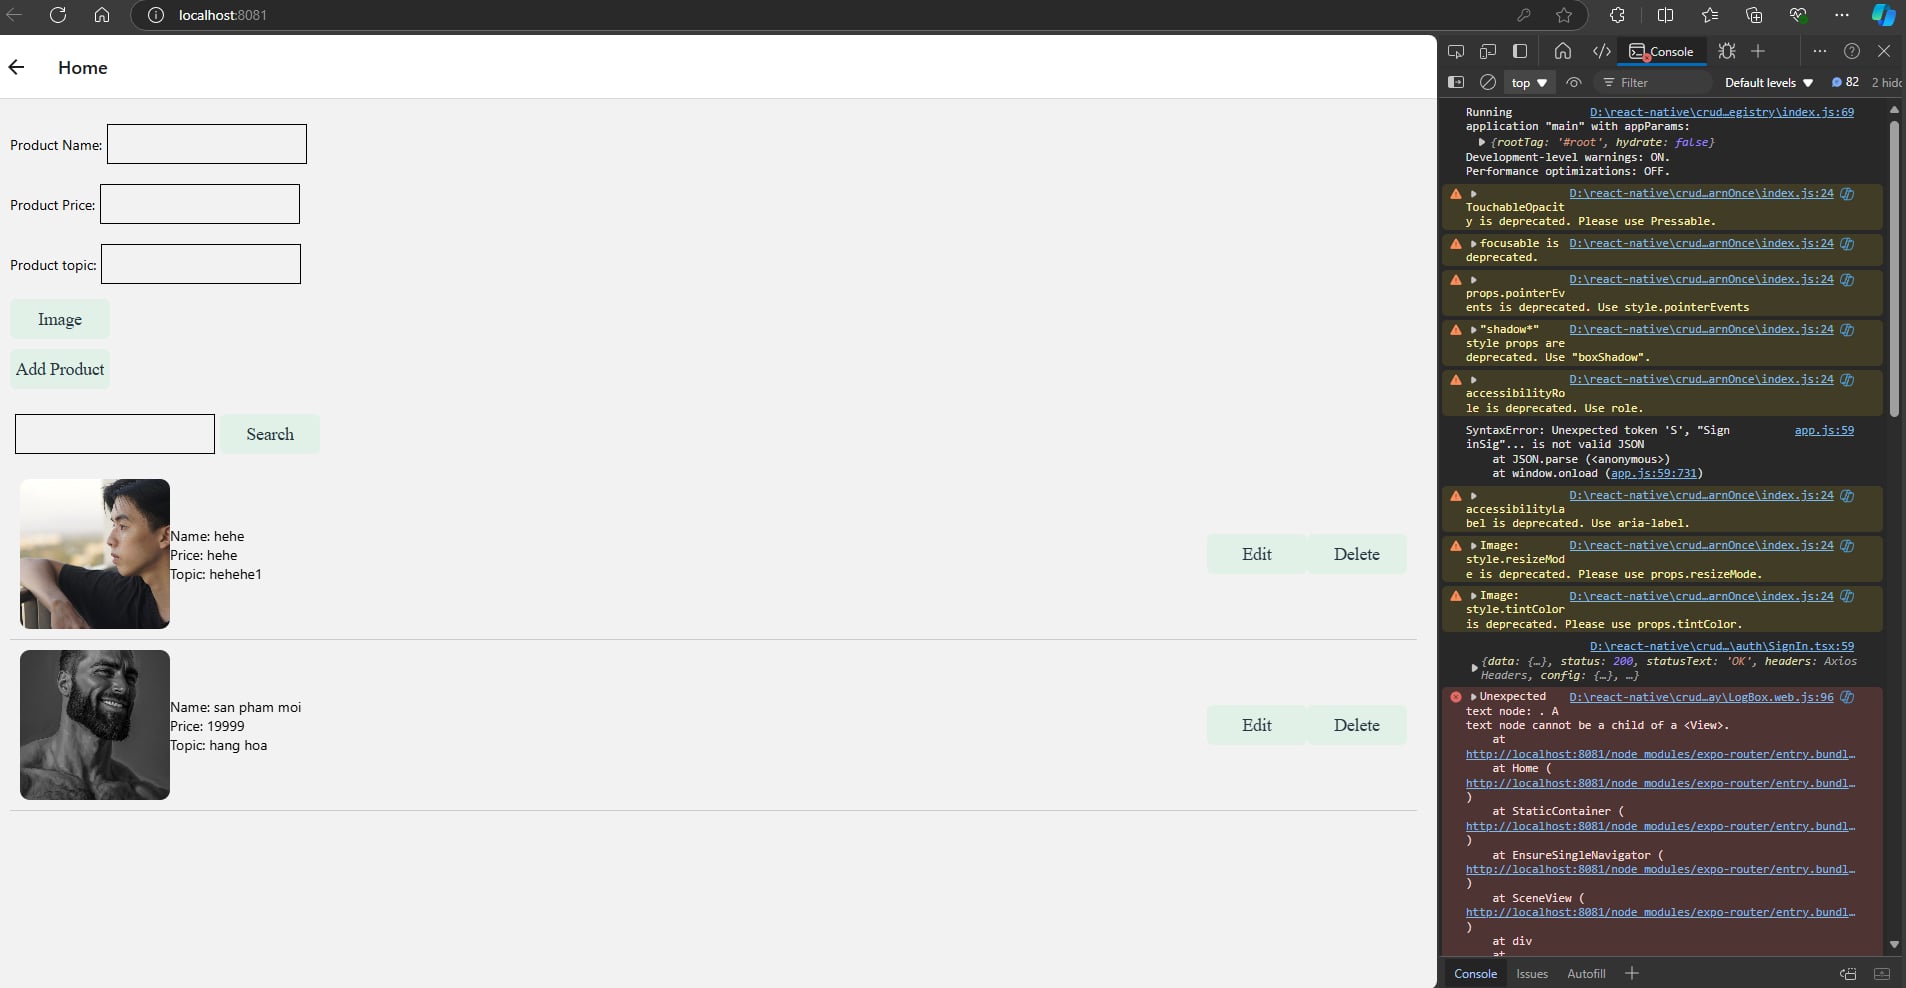 localhost:8081
Home
Product Name:
Product Price:
Product topic:
Image
Add Product
Search
Name: hehe
Price: hehe
Topic: hehehe1
Edit
Delete
Name: san pham moi
Price: 19999
Topic: hang hoa
Edit
Delete
Console
top
Filter
Default levels
82
2 hidd
Running D:\react-native\crud…egistry\index.js:69
application "main" with appParams:
{rootTag: '#root', hydrate: false}
Development-level warnings: ON.
Performance optimizations: OFF.
D:\react-native\crud…arnOnce\index.js:24
TouchableOpacit
y is deprecated. Please use Pressable.
focusable is D:\react-native\crud…arnOnce\index.js:24
deprecated.
D:\react-native\crud…arnOnce\index.js:24
props.pointerEv
ents is deprecated. Use style.pointerEvents
"shadow*" D:\react-native\crud…arnOnce\index.js:24
style props are
deprecated. Use "boxShadow".
D:\react-native\crud…arnOnce\index.js:24
accessibilityRo
le is deprecated. Use role.
SyntaxError: Unexpected token 'S', "Sign app.js:59
inSig"... is not valid JSON
at JSON.parse (<anonymous>)
at window.onload (app.js:59:731)
D:\react-native\crud…arnOnce\index.js:24
accessibilityLa
bel is deprecated. Use aria-label.
Image: D:\react-native\crud…arnOnce\index.js:24
style.resizeMod
e is deprecated. Please use props.resizeMode.
Image: D:\react-native\crud…arnOnce\index.js:24
style.tintColor
is deprecated. Please use props.tintColor.
D:\react-native\crud…\auth\SignIn.tsx:59
{data: {…}, status: 200, statusText: 'OK', headers: Axios
Headers, config: {…}, …}
Unexpected D:\react-native\crud…ay\LogBox.web.js:96
text node: . A
text node cannot be a child of a <View>.
at
http://localhost:8081/node_modules/expo-router/entry.bundl…
at Home (
http://localhost:8081/node_modules/expo-router/entry.bundl…
)
at StaticContainer (
http://localhost:8081/node_modules/expo-router/entry.bundl…
)
at EnsureSingleNavigator (
http://localhost:8081/node_modules/expo-router/entry.bundl…
)
at SceneView (
http://localhost:8081/node_modules/expo-router/entry.bundl…
)
at div
at
Console
Issues
Autofill